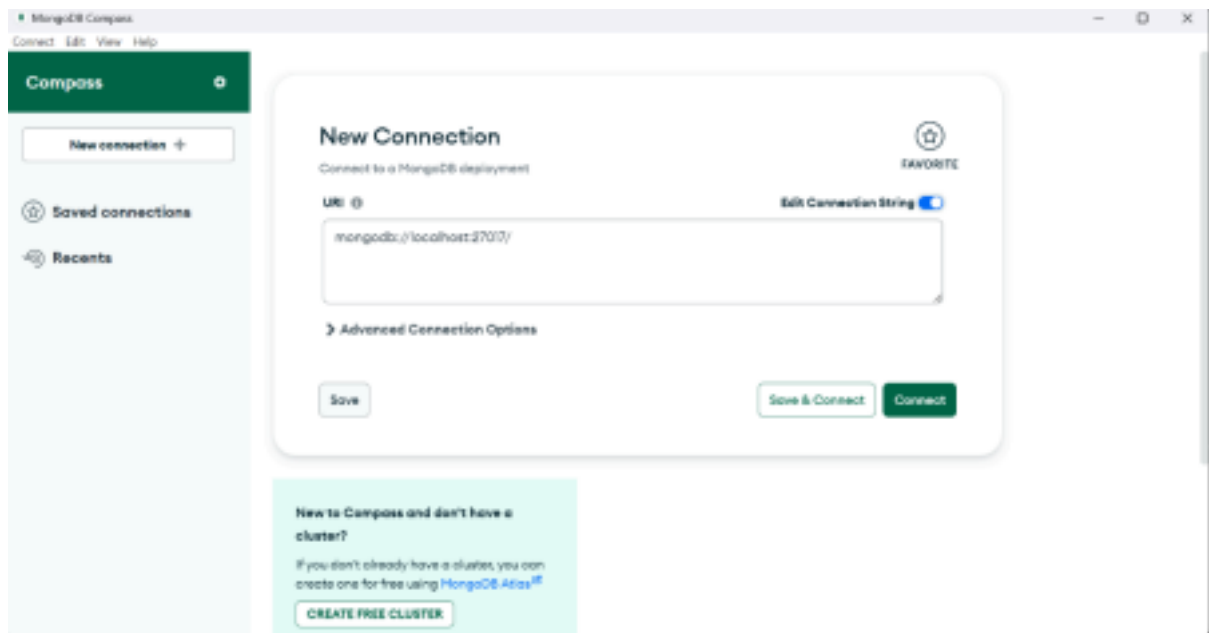 MongoDB Compass
Connect Edit View Help
Compass
New connection +
Saved connections
Recents
New Connection
Connect to a MongoDB deployment
FAVORITE
URI
Edit Connection String
mongodb://localhost:27017/
Advanced Connection Options
Save
Save & Connect
Connect
New to Compass and don't have a
cluster?
If you don't already have a cluster, you can
create one for free using MongoDB Atlas
CREATE FREE CLUSTER